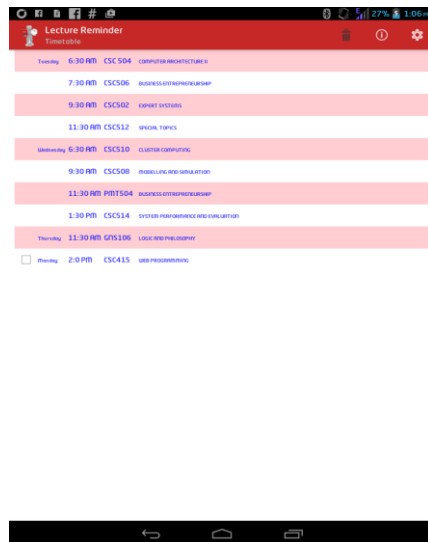 27% 1:06 PM
Lecture Reminder
Timetable
Tuesday 6:30 AM CSC 504 COMPUTER ARCHITECTURE II
7:30 AM CSC506 BUSINESS ENTREPRENEURSHIP
9:30 AM CSC502 EXPERT SYSTEMS
11:30 AM CSC512 SPECIAL TOPICS
Wednesday 6:30 AM CSC510 CLUSTER COMPUTING
9:30 AM CSC508 MODELLING AND SIMULATION
11:30 AM PMT504 BUSINESS ENTREPRENEURSHIP
1:30 PM CSC514 SYSTEM PERFORMANCE AND EVALUATION
Thursday 11:30 AM GNS106 LOGIC AND PHILOSOPHY
Monday 2:0 PM CSC415 WEB PROGRAMMING